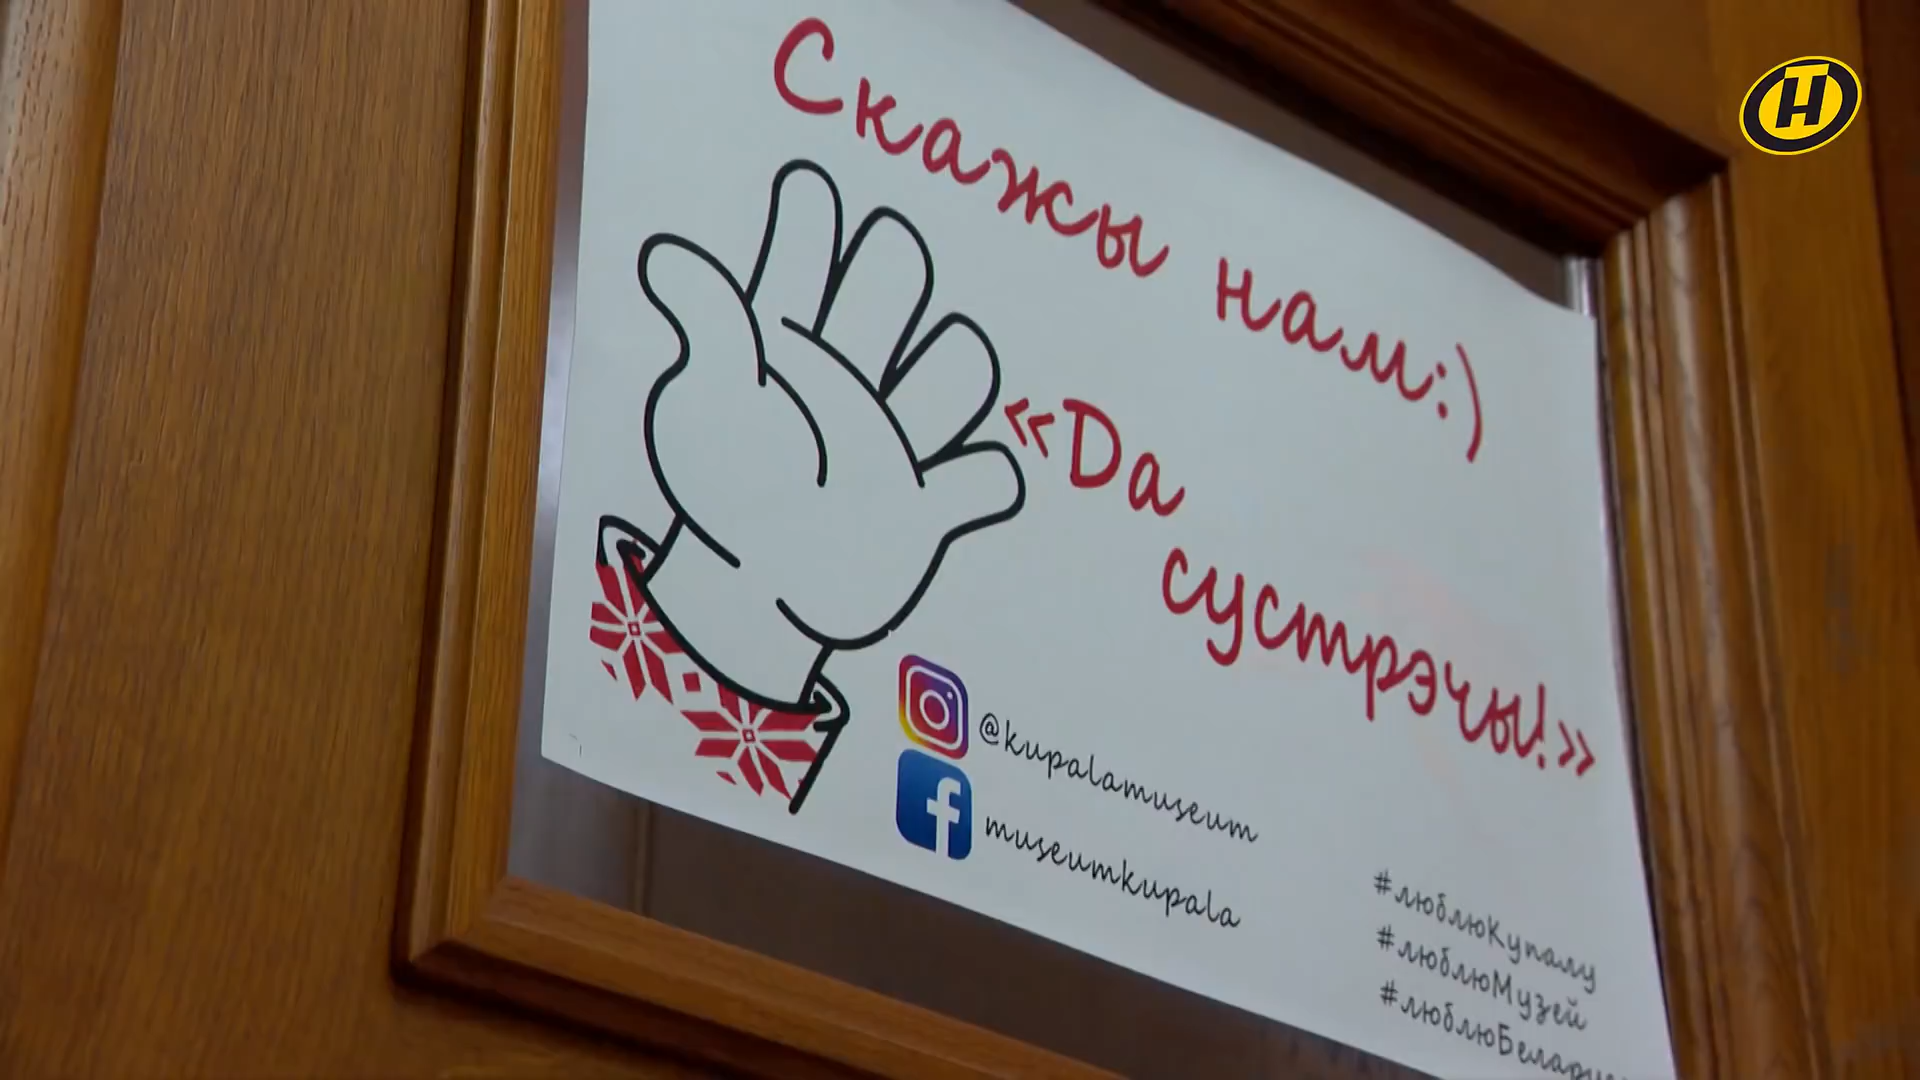 Скажы нам:)
«Да
сустрэчы!»
@kupalamuseum
museumkupala
#люблюКупалу
#люблюМузей